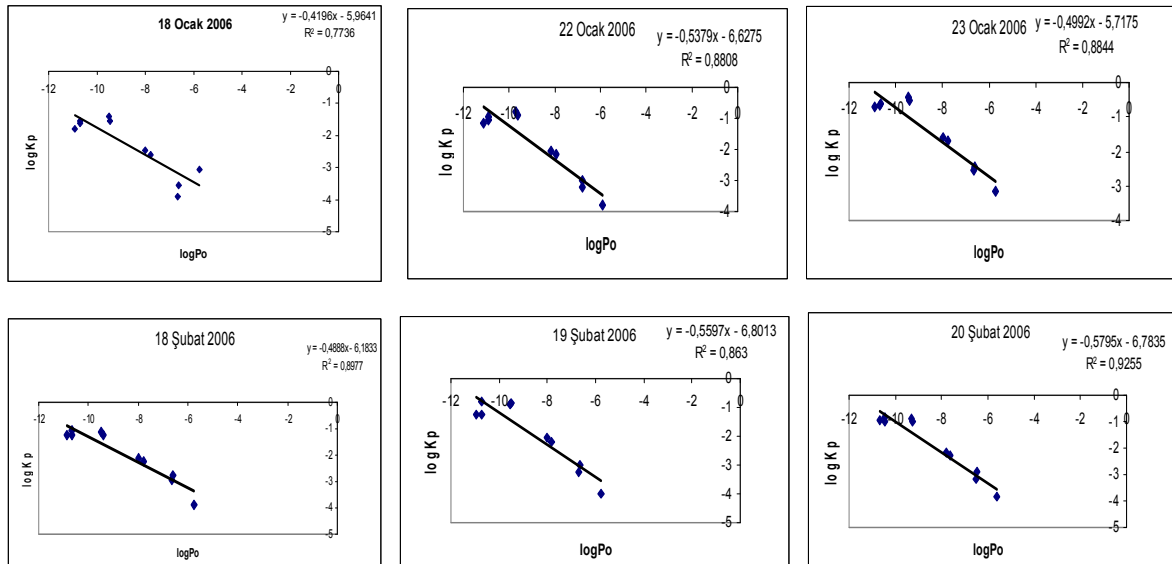 18 Ocak 2006
y = -0,4196x - 5,9641
R² = 0,7736
-12 -10 -8 -6 -4 -2 0
0
-1
-2
-3
-4
-5
log K p
logPo
22 Ocak 2006
y = -0,5379x - 6,6275
R² = 0,8808
-12 -10 -8 -6 -4 -2 0
0
-1
-2
-3
-4
log K p
logPo
23 Ocak 2006
y = -0,4992x - 5,7175
R² = 0,8844
-12 -10 -8 -6 -4 -2 0
0
-1
-2
-3
-4
log K p
logPo
18 Şubat 2006
y = -0,4888x - 6,1833
R² = 0,8977
-12 -10 -8 -6 -4 -2 0
0
-1
-2
-3
-4
-5
log K p
logPo
19 Şubat 2006
y = -0,5597x - 6,8013
R² = 0,863
-12 -10 -8 -6 -4 -2 0
0
-1
-2
-3
-4
-5
log K p
logPo
20 Şubat 2006
y = -0,5795x - 6,7835
R² = 0,9255
-12 -10 -8 -6 -4 -2 0
0
-1
-2
-3
-4
-5
log K p
logPo